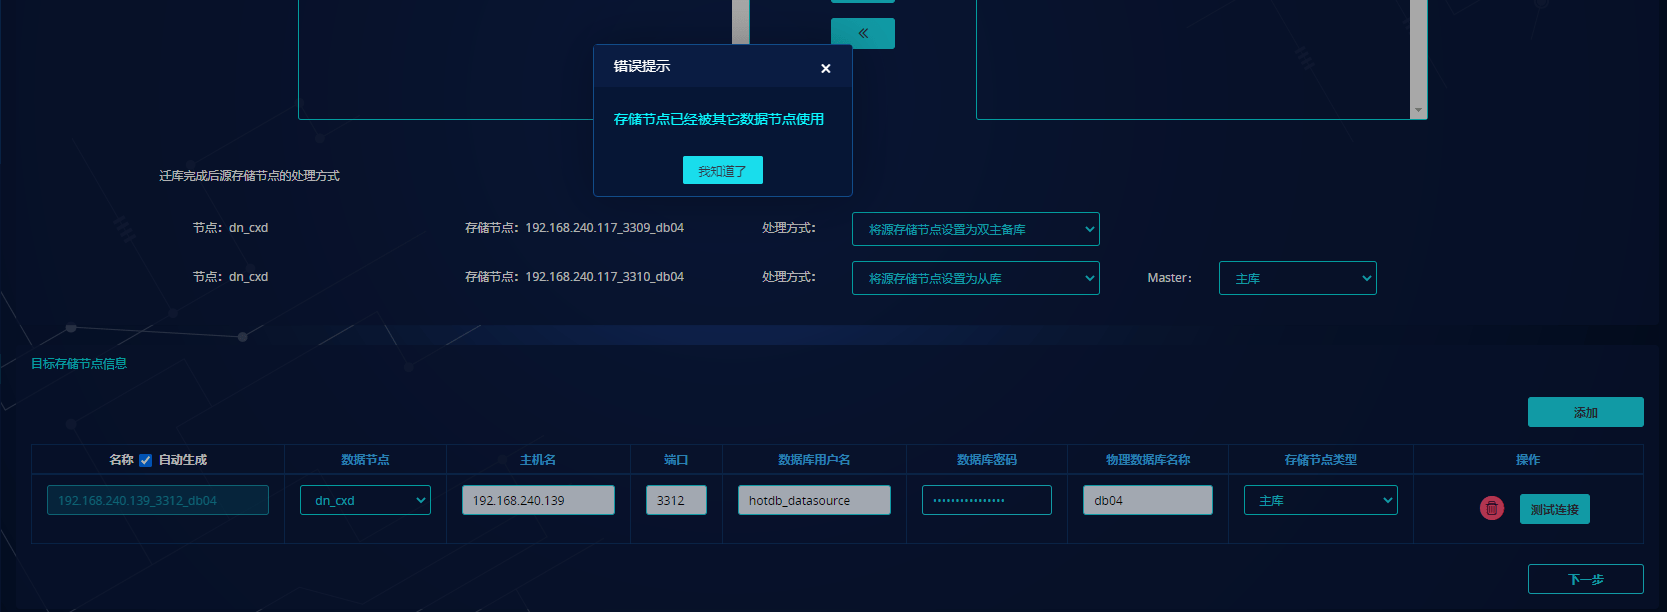 «
错误提示
×
存储节点已经被其它数据节点使用
我知道了
迁库完成后源存储节点的处理方式
节点：dn_cxd 存储节点：192.168.240.117_3309_db04 处理方式： 将源存储节点设置为双主备库
节点：dn_cxd 存储节点：192.168.240.117_3310_db04 处理方式： 将源存储节点设置为从库 Master： 主库
目标存储节点信息
添加
名称 自动生成 数据节点 主机名 端口 数据库用户名 数据库密码 物理数据库名称 存储节点类型 操作
192.168.240.139_3312_db04 dn_cxd 192.168.240.139 3312 hotdb_datasource ················ db04 主库 测试连接
下一步